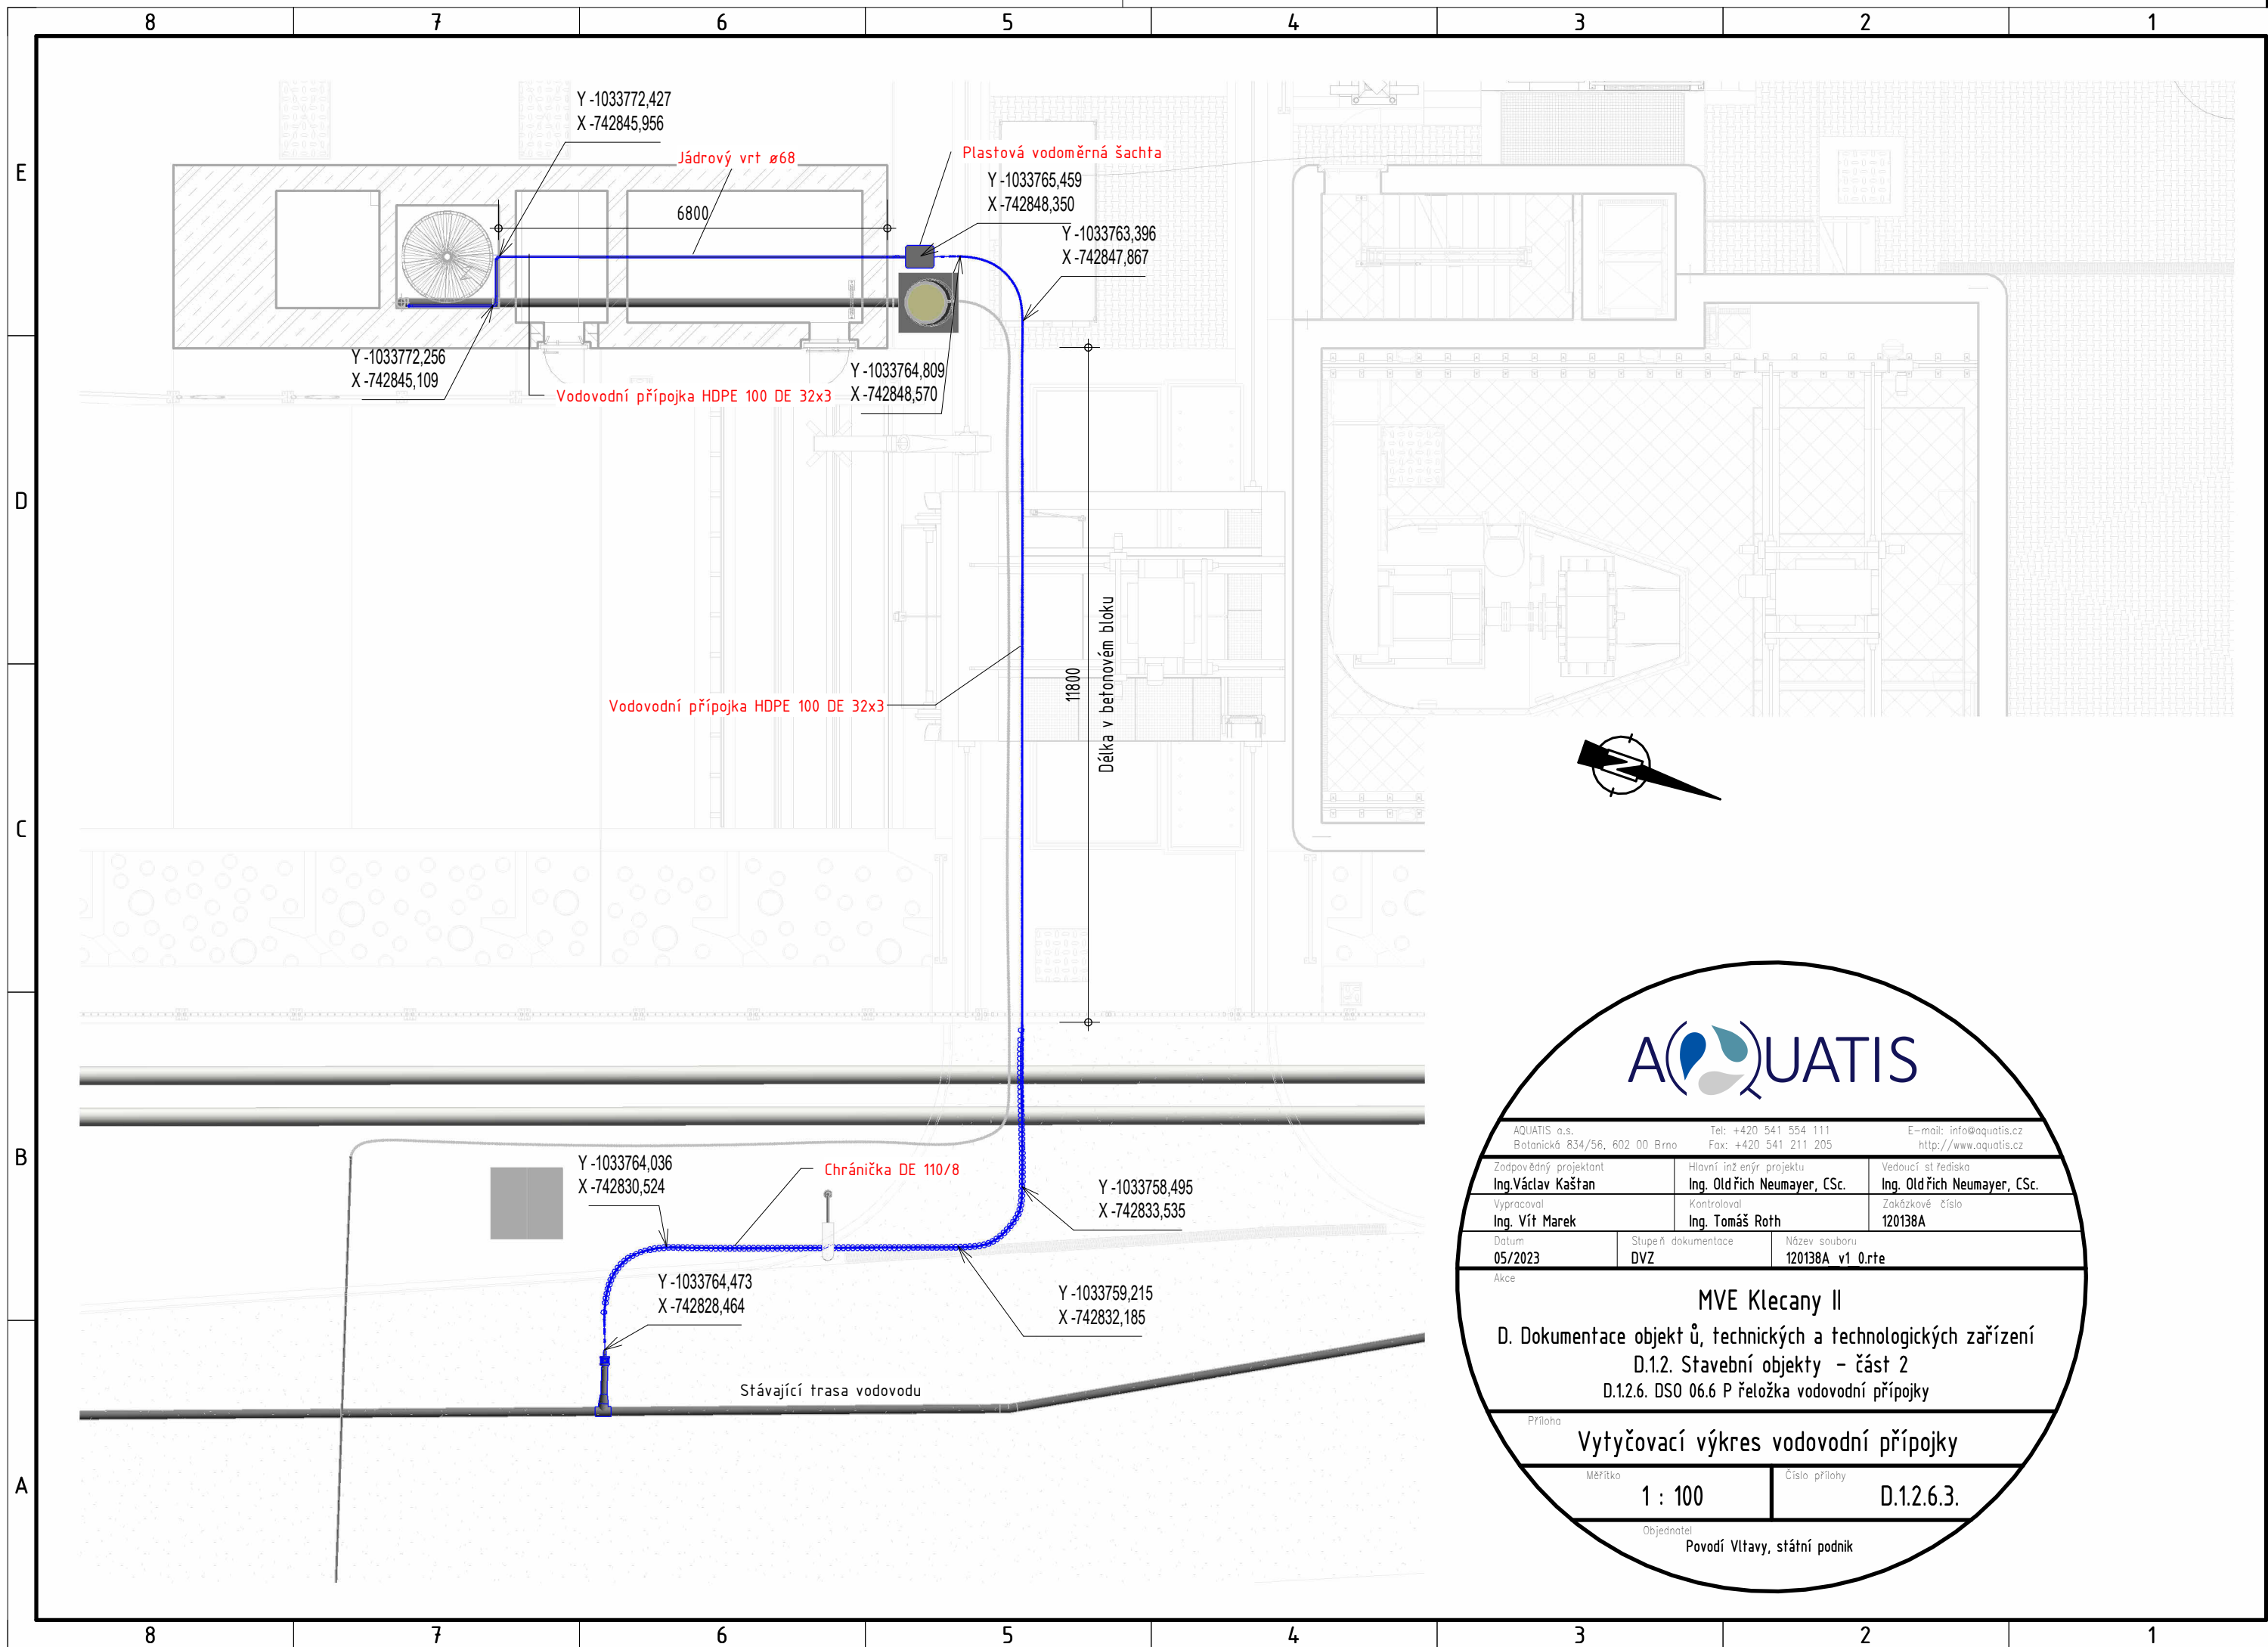 8 7 6 5 4 3 2 1
E
D
C
B
A
Y -1033772,427
X -742845,956
Jádrový vrt ø68
Plastová vodoměrná šachta
Y -1033765,459
X -742848,350
6800
Y -1033763,396
X -742847,867
Y -1033772,256
X -742845,109
Y -1033764,809
X -742848,570
Vodovodní přípojka HDPE 100 DE 32x3
Vodovodní přípojka HDPE 100 DE 32x3
11800
Délka v betonovém bloku
Y -1033764,036
X -742830,524
Chránička DE 110/8
Y -1033758,495
X -742833,535
Y -1033764,473
X -742828,464
Y -1033759,215
X -742832,185
Stávající trasa vodovodu
AQUATIS
AQUATIS a.s.
Botanická 834/56, 602 00 Brno
Tel: +420 541 554 111
Fax: +420 541 211 205
E-mail: info@aquatis.cz
http://www.aquatis.cz
Zodpovědný projektant
Ing.Václav Kaštan
Hlavní inženýr projektu
Ing. Oldřich Neumayer, CSc.
Vedoucí střediska
Ing. Oldřich Neumayer, CSc.
Vypracoval
Ing. Vít Marek
Kontroloval
Ing. Tomáš Roth
Zakázkové číslo
120138A
Datum
05/2023
Stupeň dokumentace
DVZ
Název souboru
120138A_v1_0.rte
Akce
MVE Klecany II
D. Dokumentace objektů, technických a technologických zařízení
D.1.2. Stavební objekty - část 2
D.1.2.6. DSO 06.6 P řeložka vodovodní přípojky
Příloha
Vytyčovací výkres vodovodní přípojky
Měřítko
1 : 100
Číslo přílohy
D.1.2.6.3.
Objednatel
Povodí Vltavy, státní podnik
8 7 6 5 4 3 2 1